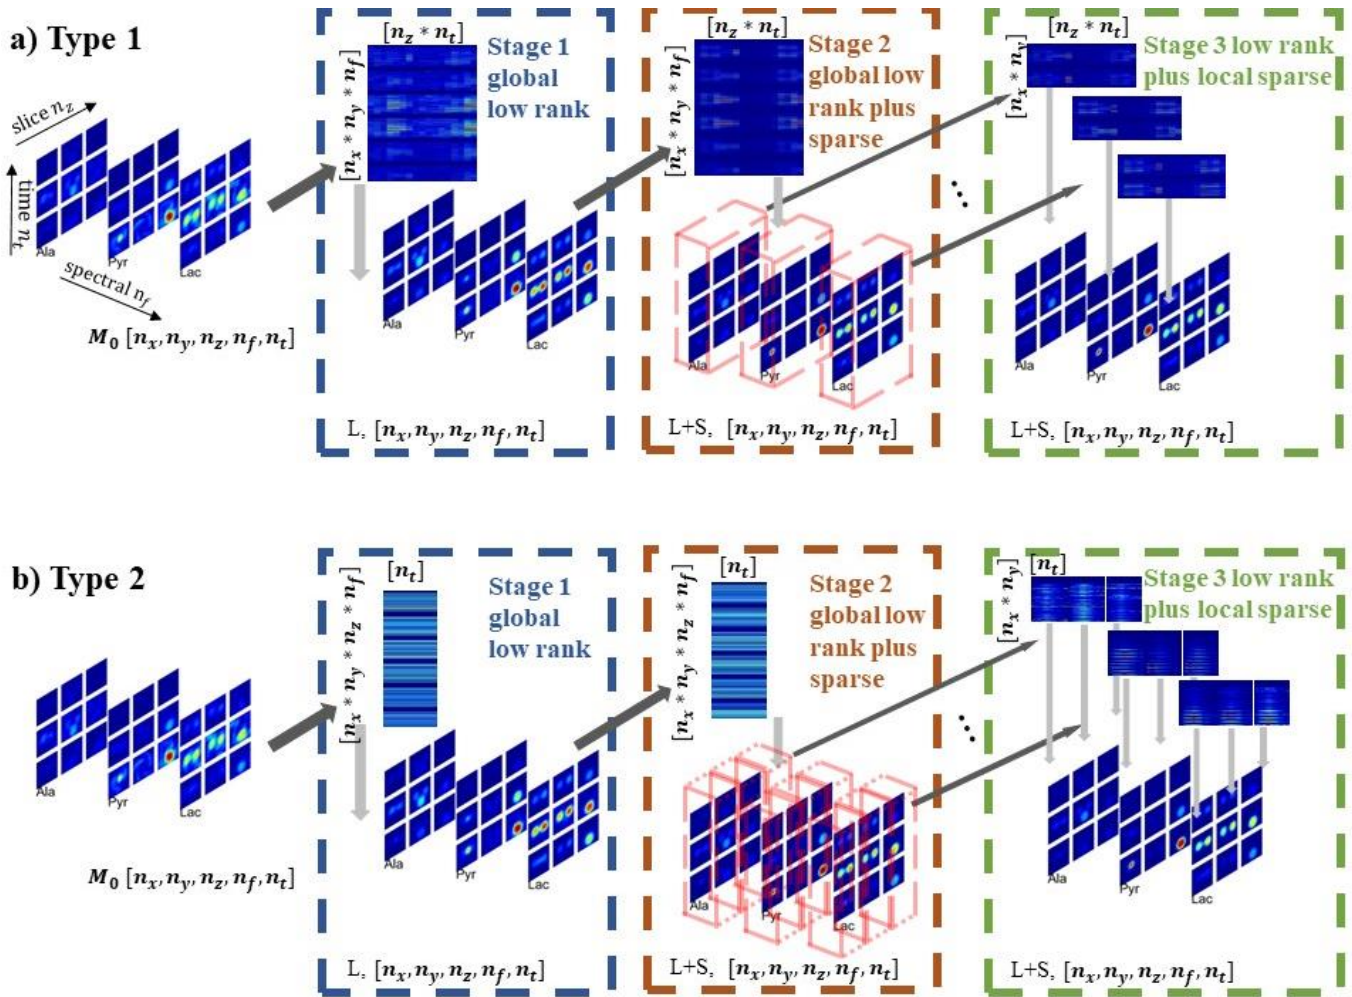 a) Type 1
slice n_z
time n_t
spectral n_f
Ala
Pyr
Lac
M_0 [n_x, n_y, n_z, n_f, n_t]
[n_z * n_t]
[n_x * n_y * n_f]
Stage 1
global
low rank
Ala
Pyr
Lac
L, [n_x, n_y, n_z, n_f, n_t]
[n_z * n_t]
[n_x * n_y * n_f]
Stage 2
global low
rank plus
sparse
Ala
Pyr
Lac
L+S, [n_x, n_y, n_z, n_f, n_t]
[n_z * n_t]
[n_x * n_y]
Stage 3 low rank
plus local sparse
Ala
Pyr
Lac
L+S, [n_x, n_y, n_z, n_f, n_t]
b) Type 2
Ala
Pyr
Lac
M_0 [n_x, n_y, n_z, n_f, n_t]
[n_t]
[n_x * n_y * n_z * n_f]
Stage 1
global
low rank
Ala
Pyr
Lac
L, [n_x, n_y, n_z, n_f, n_t]
[n_t]
[n_x * n_y * n_z * n_f]
Stage 2
global low
rank plus
sparse
Ala
Pyr
Lac
L+S, [n_x, n_y, n_z, n_f, n_t]
[n_t]
[n_x * n_y]
Stage 3 low rank
plus local sparse
Ala
Pyr
Lac
L+S, [n_x, n_y, n_z, n_f, n_t]